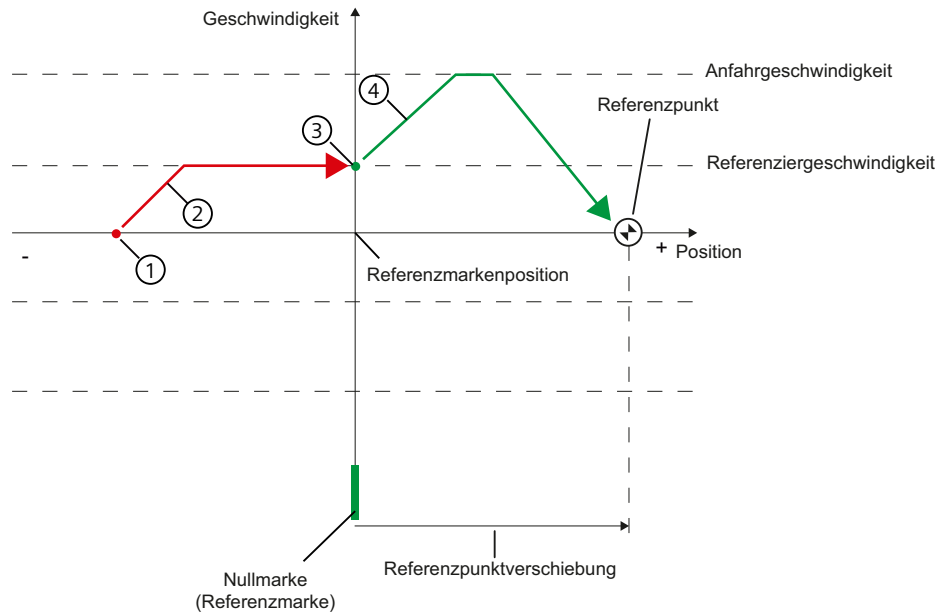 Geschwindigkeit
Anfahrgeschwindigkeit
4
Referenzpunkt
3
Referenziergeschwindigkeit
2
- 
1
+ Position
Referenzmarkenposition
Referenzpunktverschiebung
Nullmarke
(Referenzmarke)